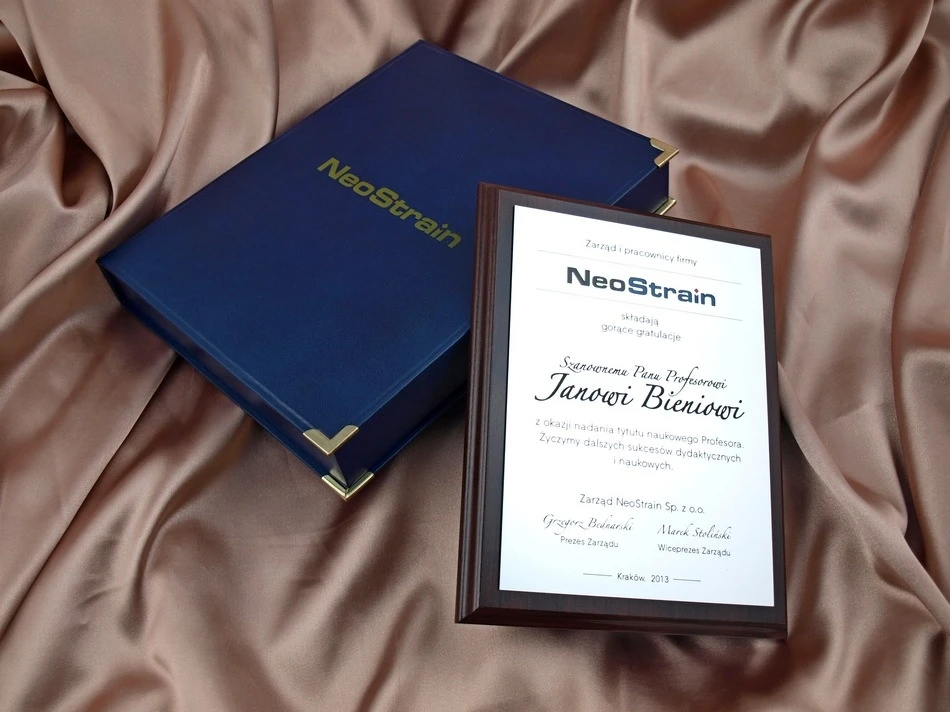 NeoStrain
Zarząd i pracownicy firmy
NeoStrain
składają
gorące gratulacje
Szanownemu Panu Profesorowi
Janowi Bieniowi
z okazji nadania tytułu naukowego Profesora.
Życzymy dalszych sukcesów dydaktycznych
i naukowych.
Zarząd NeoStrain Sp. z o.o.
Grzegorz Bednarski Marek Stoliński
Prezes Zarządu Wiceprezes Zarządu
Kraków, 2013